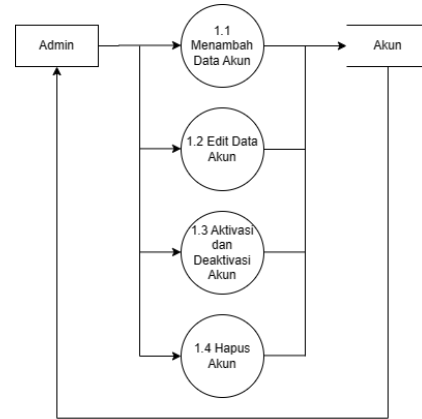 Admin
1.1
Menambah
Data Akun
Akun
1.2 Edit Data
Akun
1.3 Aktivasi
dan
Deaktivasi
Akun
1.4 Hapus
Akun